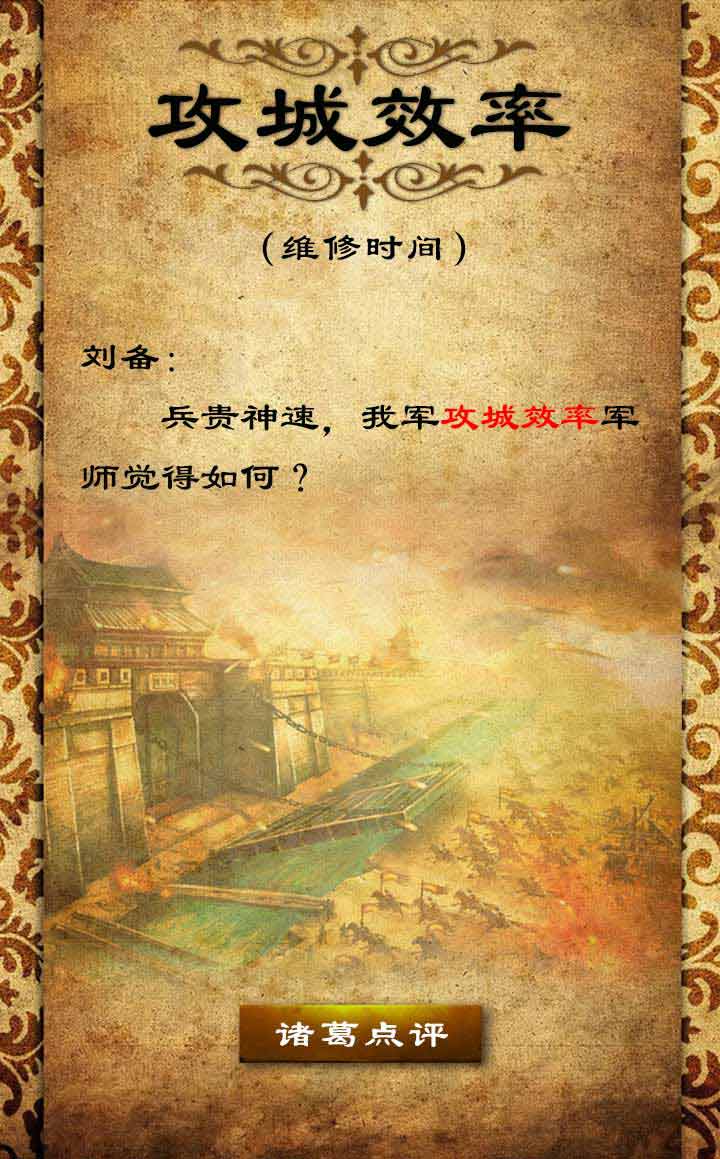 攻城效率
（维修时间）
刘备：
兵贵神速，我军攻城效率军
师觉得如何？
诸葛点评